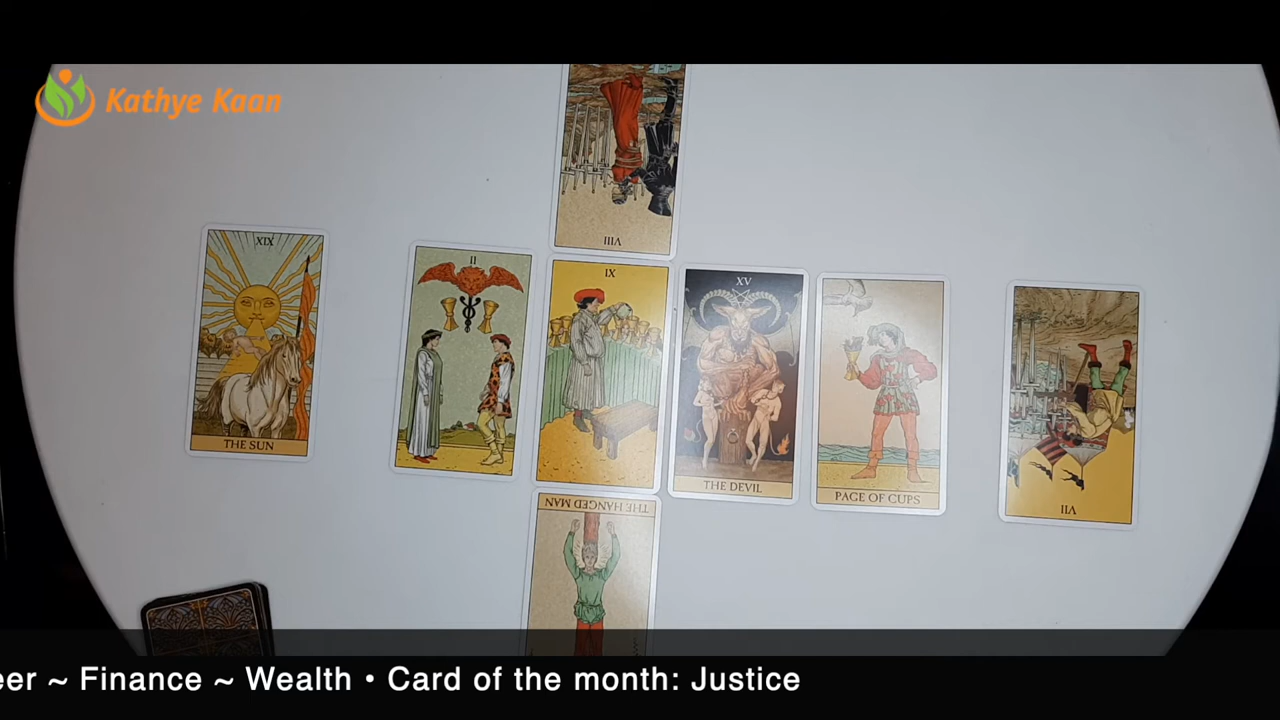 Kathye Kaan
VIII
XIX
II
IX
XV
THE SUN
THE DEVIL
PAGE OF CUPS
VII
THE HANGED MAN
eer ~ Finance ~ Wealth • Card of the month: Justice